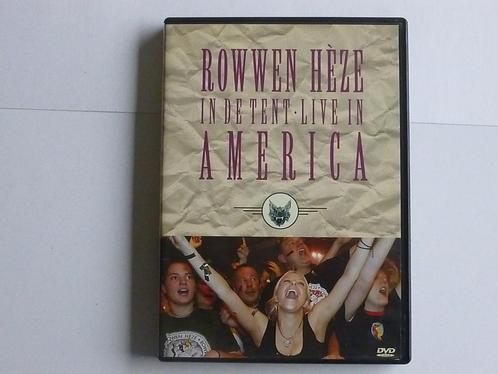 ROWWEN HÈZE
IN DE TENT · LIVE IN
AMERICA
DVD